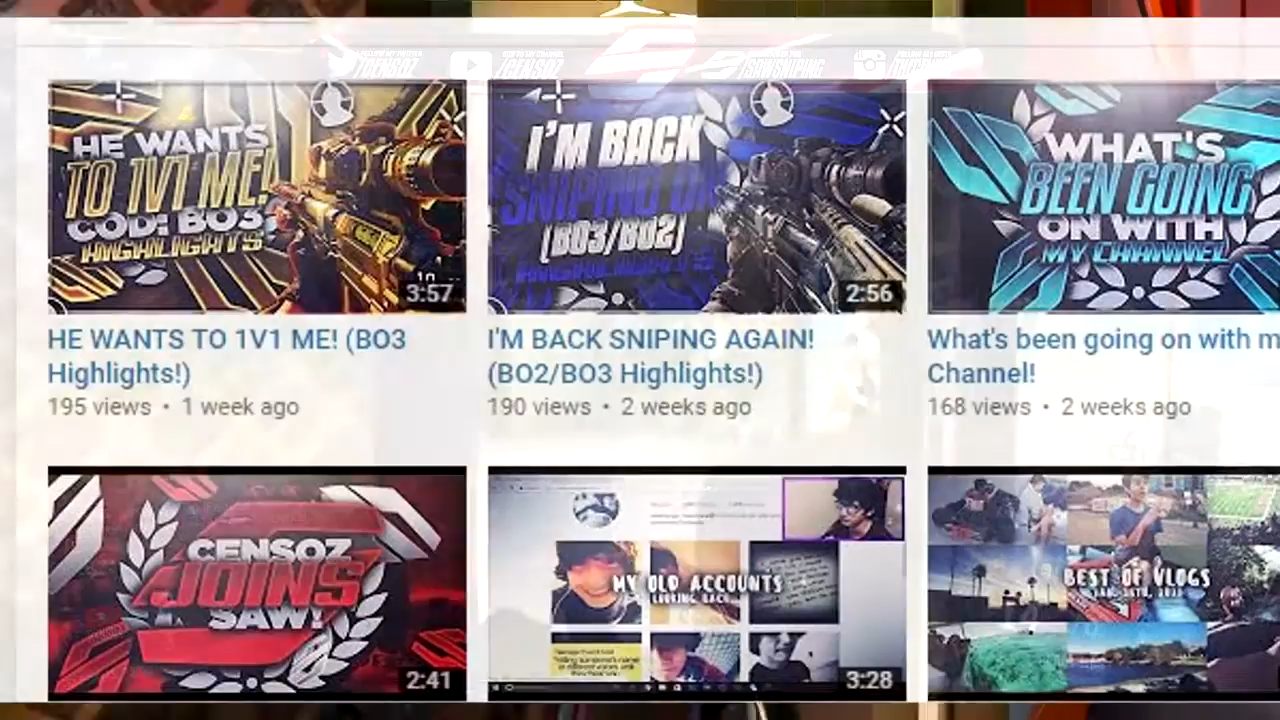 /CENSOZ
/CENSOZ
HE WANTS
TO 1V1 ME!
COD: BO3
HIGHLIGHTS
3:57
I'M BACK
SNIPING
(BO3/BO2)
2:56
WHAT'S
BEEN GOING
ON WITH
MY CHANNEL
HE WANTS TO 1V1 ME! (BO3
Highlights!)
195 views • 1 week ago
I'M BACK SNIPING AGAIN!
(BO2/BO3 Highlights!)
190 views • 2 weeks ago
What's been going on with m
Channel!
168 views • 2 weeks ago
CENSOZ
JOINS
SAW!
2:41
MY OLD ACCOUNTS
LOOKING BACK
3:28
BEST OF VLOGS